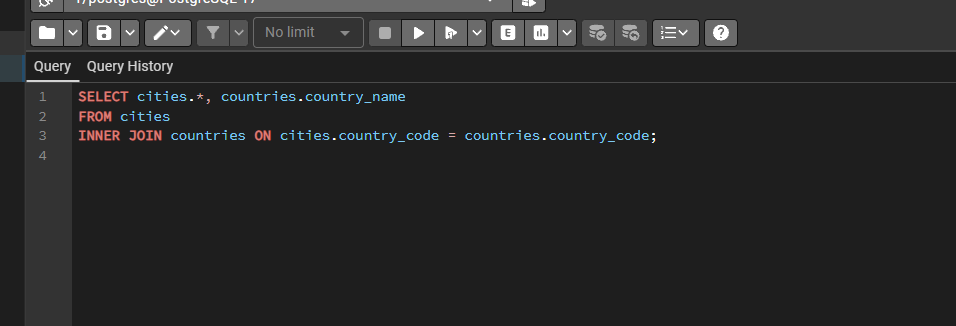 No limit
E
Query Query History
1 SELECT cities.*, countries.country_name
2 FROM cities
3 INNER JOIN countries ON cities.country_code = countries.country_code;
4